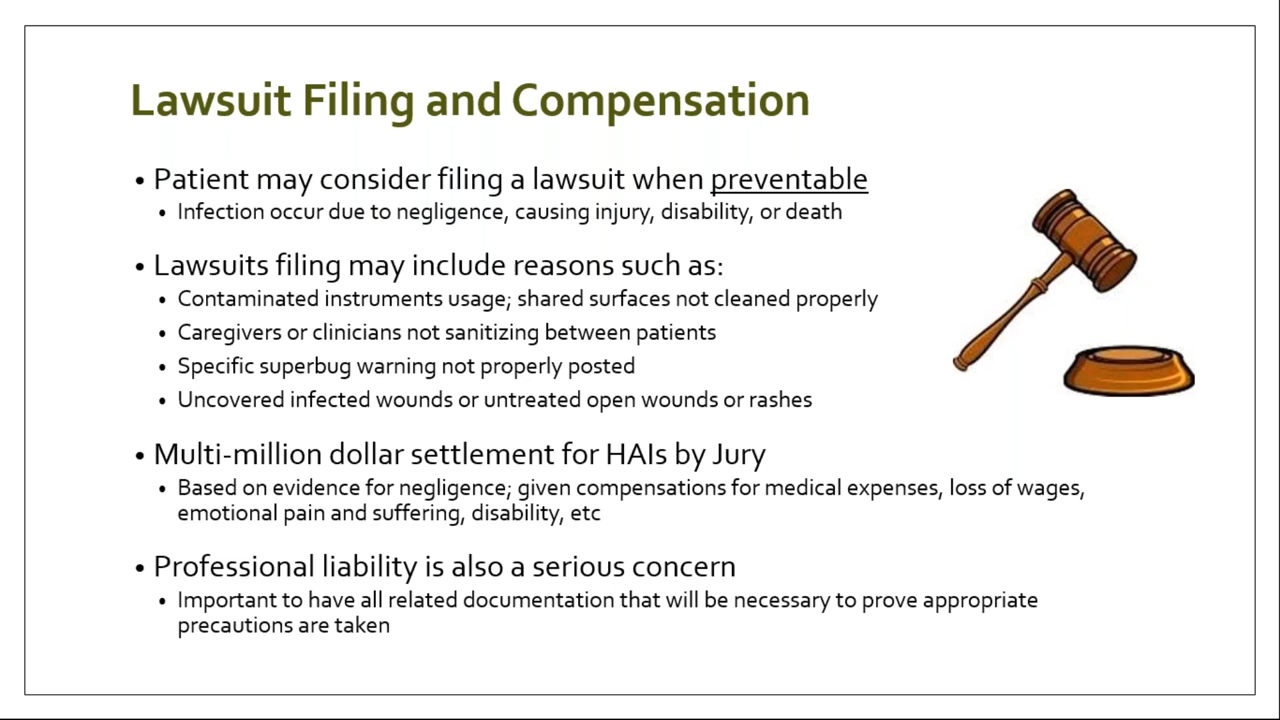 Lawsuit Filing and Compensation
• Patient may consider filing a lawsuit when preventable
• Infection occur due to negligence, causing injury, disability, or death
• Lawsuits filing may include reasons such as:
• Contaminated instruments usage; shared surfaces not cleaned properly
• Caregivers or clinicians not sanitizing between patients
• Specific superbug warning not properly posted
• Uncovered infected wounds or untreated open wounds or rashes
• Multi-million dollar settlement for HAIs by Jury
• Based on evidence for negligence; given compensations for medical expenses, loss of wages,
emotional pain and suffering, disability, etc
• Professional liability is also a serious concern
• Important to have all related documentation that will be necessary to prove appropriate
precautions are taken